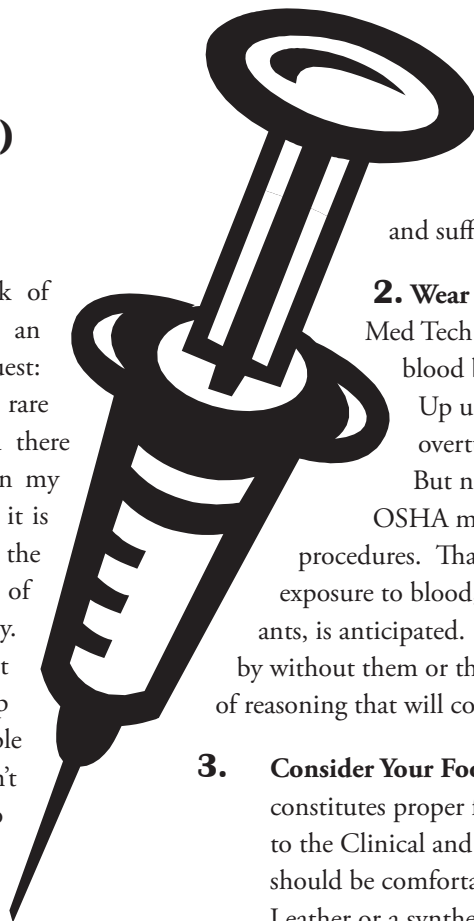 )
k of
an
uest:
rare
there
n my
it is
the
of
y.
t
p
ple
n't
and suff
2. Wear
Med Tech
blood b
Up u
overt
But n
OSHA m
procedures. Tha
exposure to blood
ants, is anticipated.
by without them or th
of reasoning that will co
3. Consider Your Foo
constitutes proper f
to the Clinical and
should be comforta
Leather or a synthe